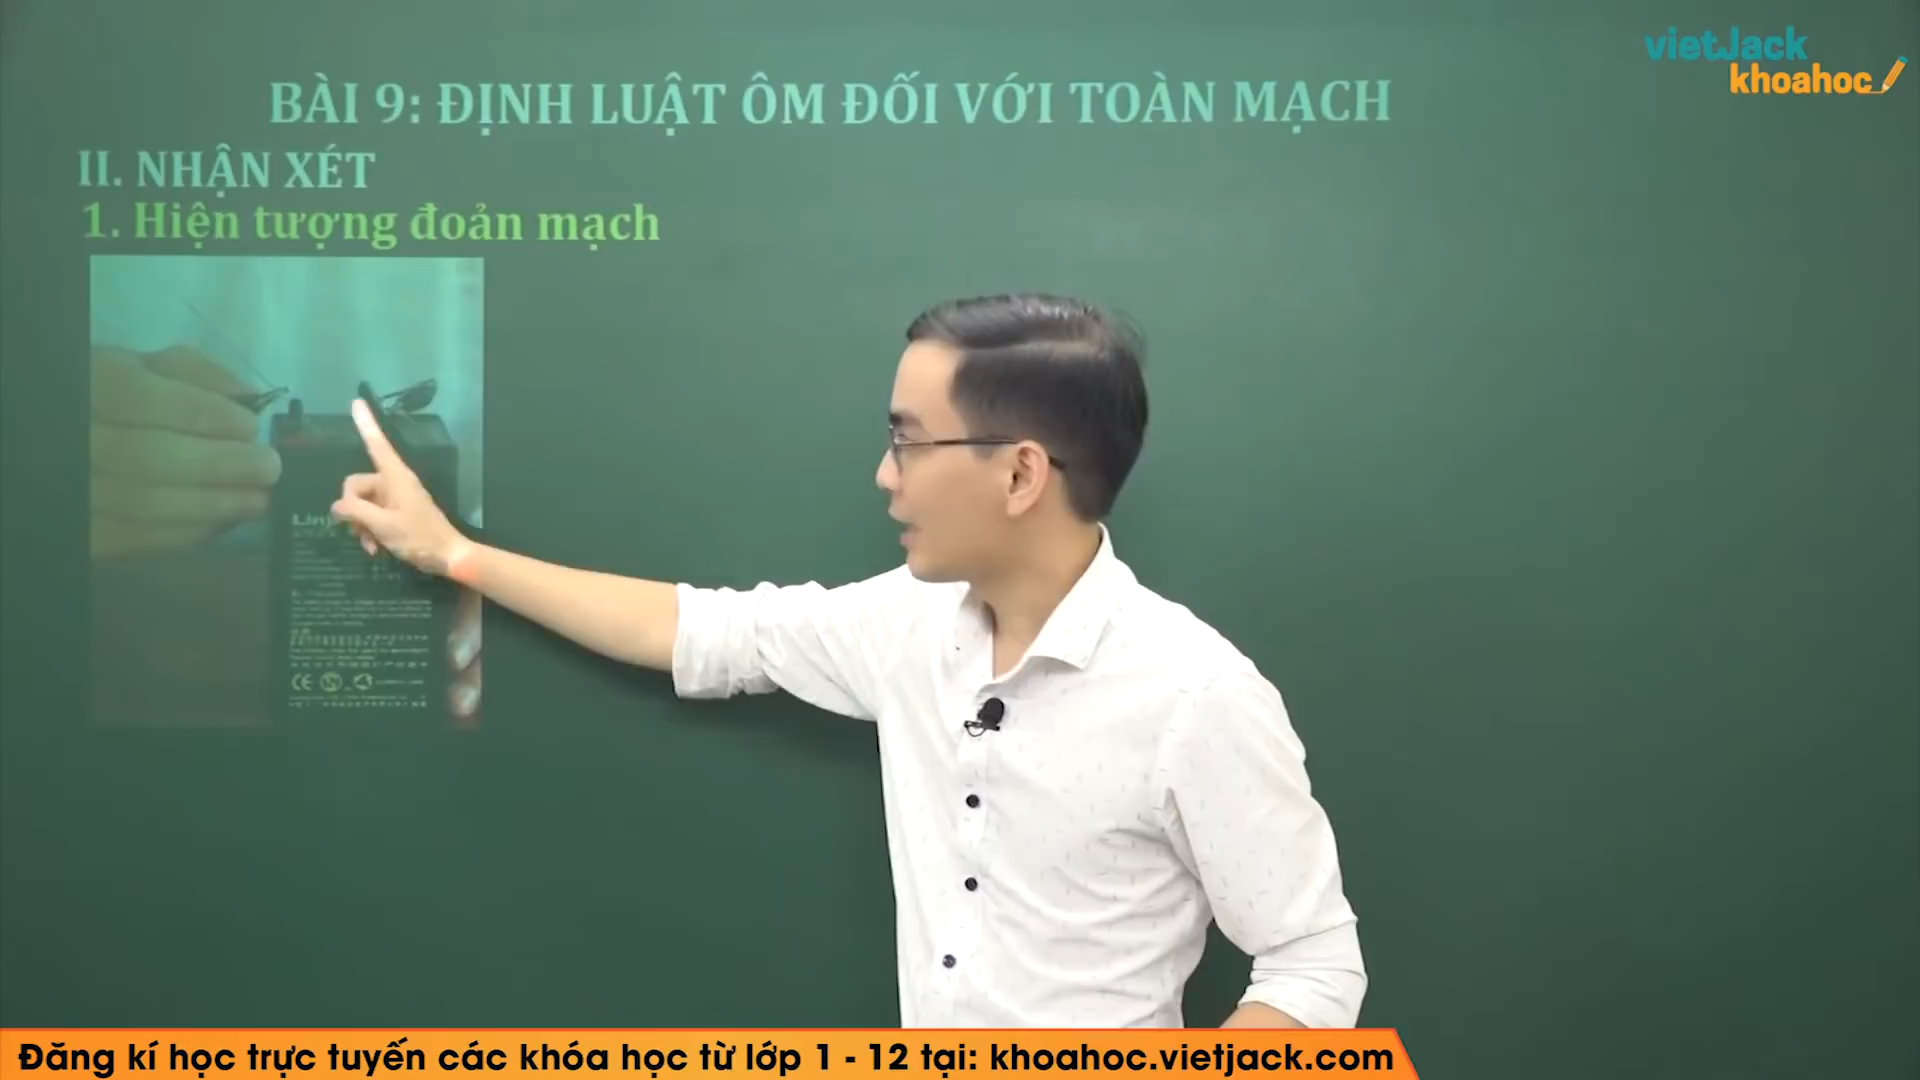 vietJack
khoahoc
BÀI 9: ĐỊNH LUẬT ÔM ĐỐI VỚI TOÀN MẠCH
II. NHẬN XÉT
1. Hiện tượng đoản mạch
CE
Đăng kí học trực tuyến các khóa học từ lớp 1 - 12 tại: khoahoc.vietjack.com